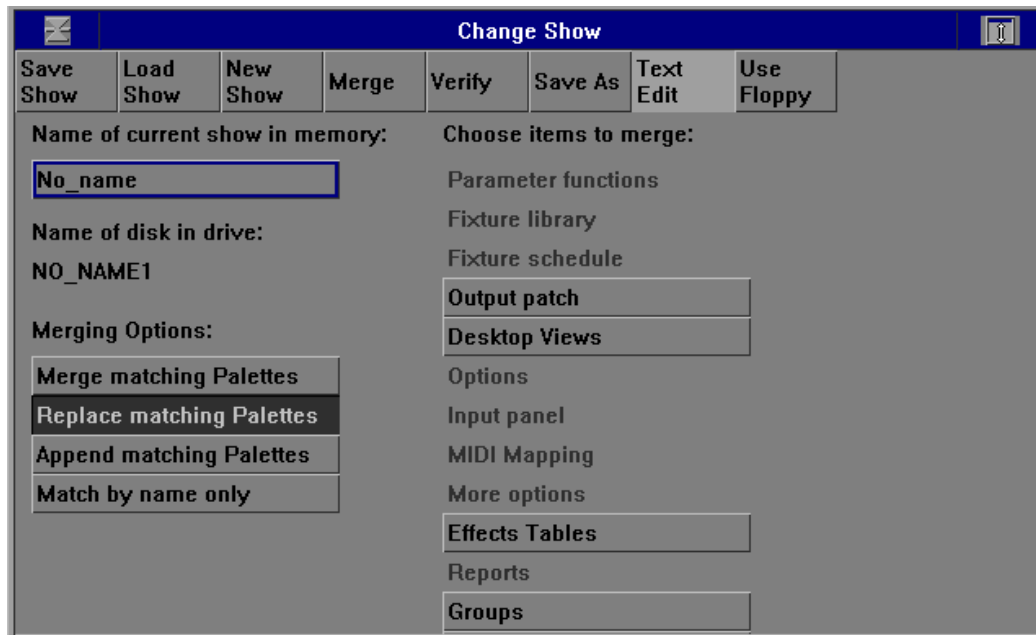 Change Show
Save Show
Load Show
New Show
Merge
Verify
Save As
Text Edit
Use Floppy
Name of current show in memory:
No_name
Name of disk in drive:
NO_NAME1
Merging Options:
Merge matching Palettes
Replace matching Palettes
Append matching Palettes
Match by name only
Choose items to merge:
Parameter functions
Fixture library
Fixture schedule
Output patch
Desktop Views
Options
Input panel
MIDI Mapping
More options
Effects Tables
Reports
Groups